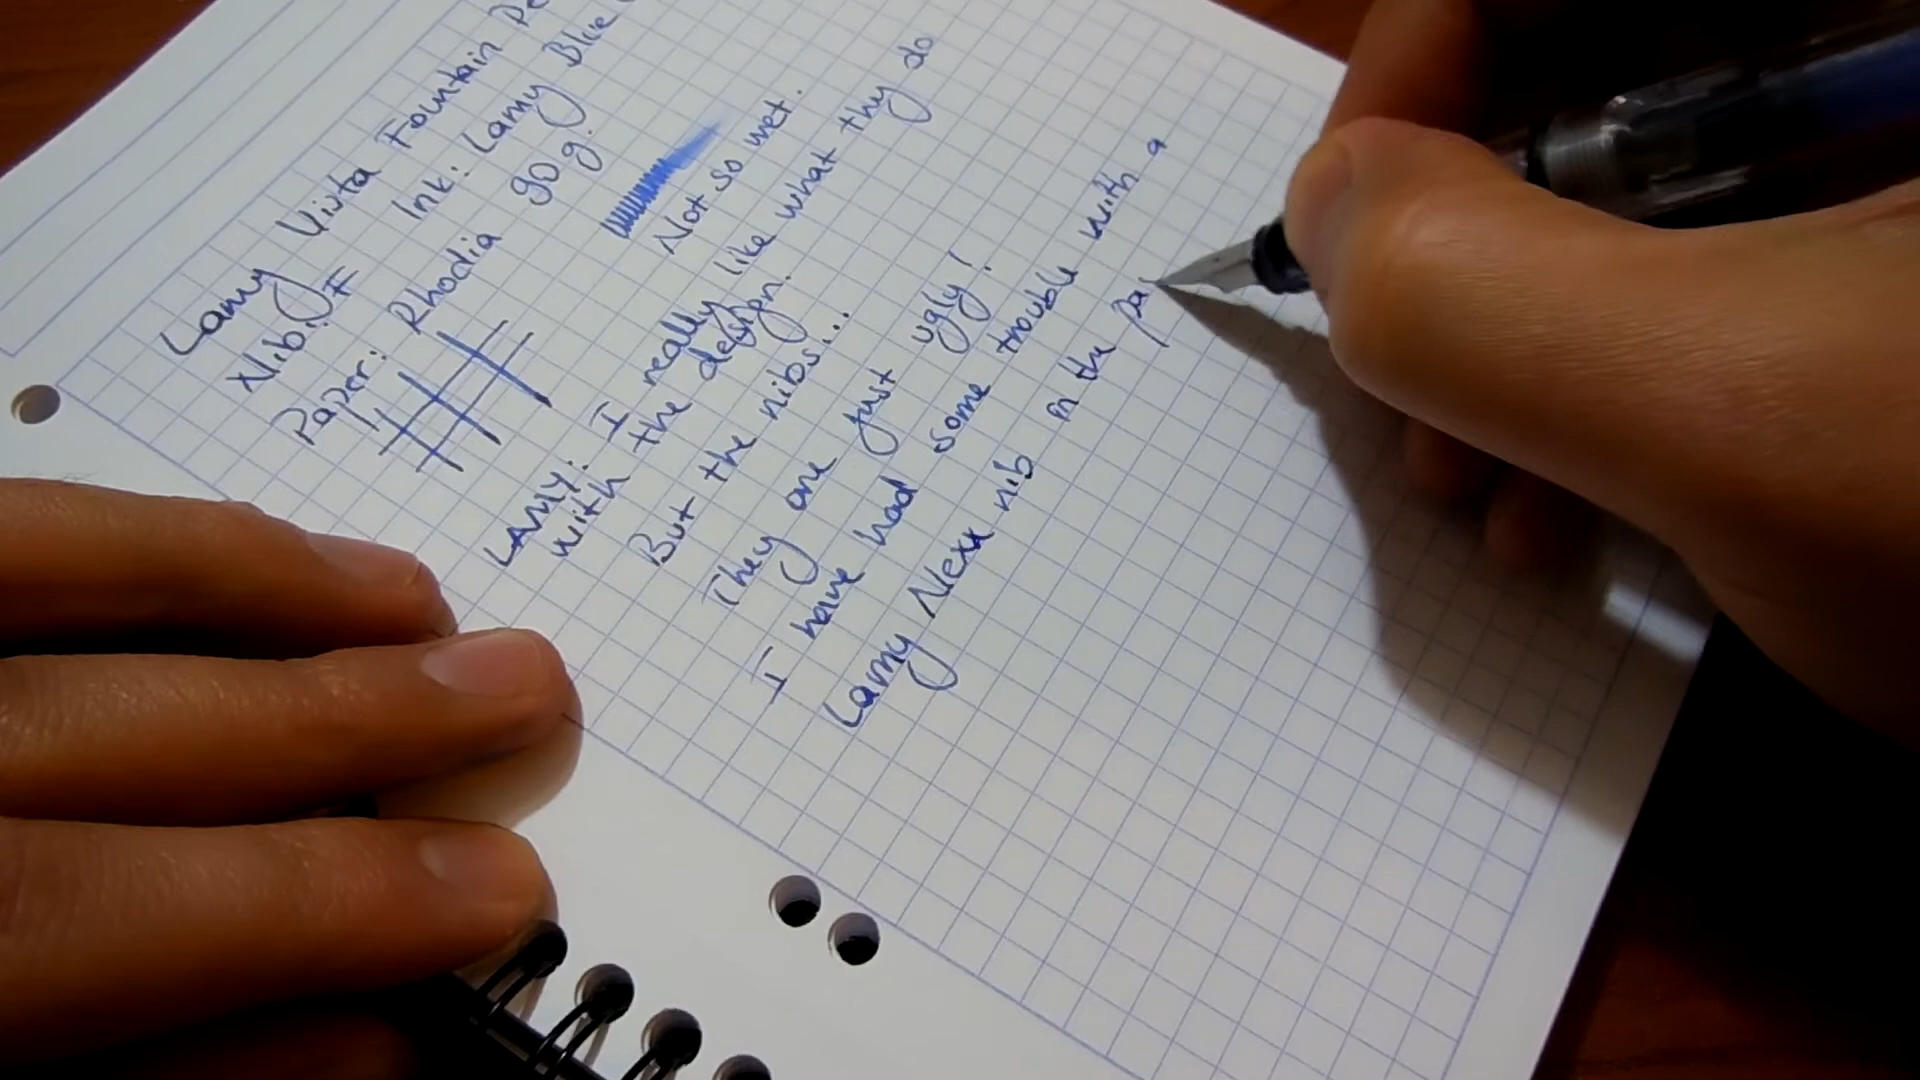 Lamy Vista Fountain Pe
Nib: F Ink: Lamy Blue
Paper: Rhodia 90 g.
Not so wet.
LAMY: I really like what they do
with the design.
But the nibs...
They are just ugly!
I have had some trouble with a
Lamy Nexx nib in the pa